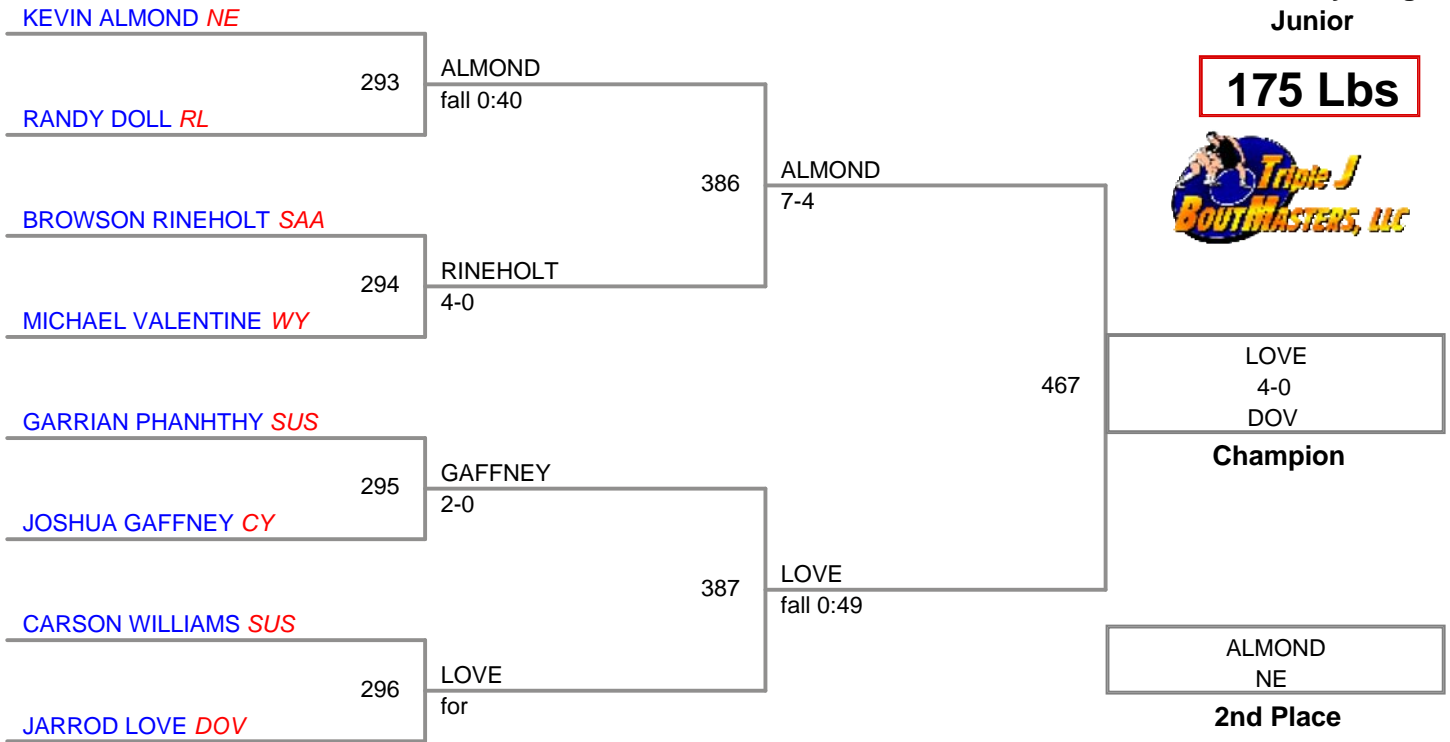 Junior
175 Lbs
Triple J
BOUTMASTERS, LLC
KEVIN ALMOND NE
293
ALMOND
fall 0:40
RANDY DOLL RL
386
ALMOND
7-4
BROWSON RINEHOLT SAA
294
RINEHOLT
4-0
MICHAEL VALENTINE WY
467
LOVE
4-0
DOV
Champion
GARRIAN PHANHTHY SUS
295
GAFFNEY
2-0
JOSHUA GAFFNEY CY
387
LOVE
fall 0:49
CARSON WILLIAMS SUS
296
LOVE
for
JARROD LOVE DOV
ALMOND
NE
2nd Place